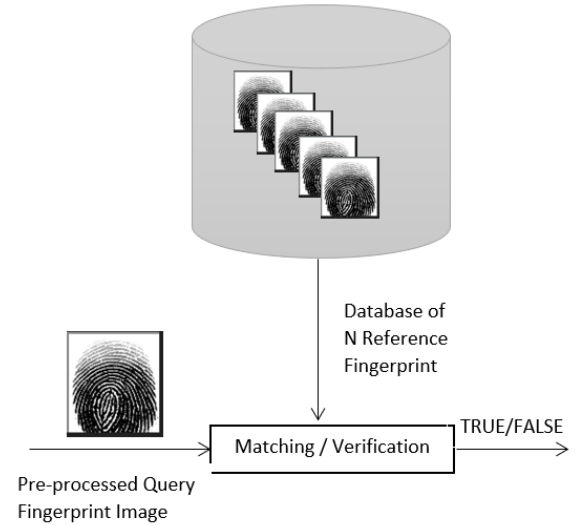 Database of
N Reference
Fingerprint
TRUE/FALSE
Matching / Verification
Pre-processed Query
Fingerprint Image